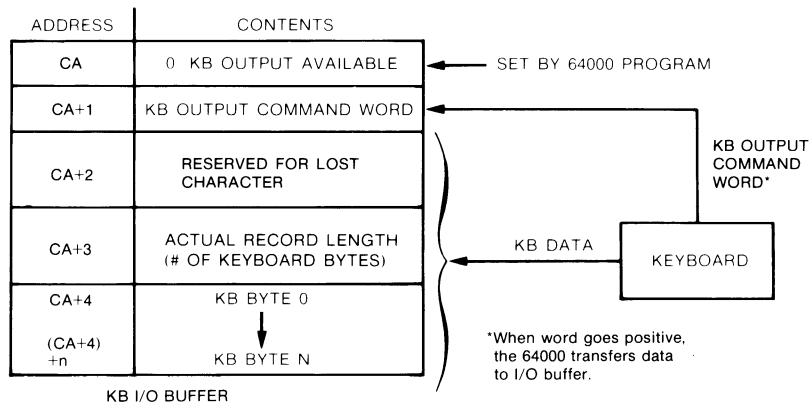 ADDRESS CONTENTS
CA 0 KB OUTPUT AVAILABLE SET BY 64000 PROGRAM
CA+1 KB OUTPUT COMMAND WORD
KB OUTPUT
COMMAND
WORD*
CA+2 RESERVED FOR LOST
CHARACTER
CA+3 ACTUAL RECORD LENGTH
(# OF KEYBOARD BYTES)
KB DATA
KEYBOARD
CA+4 KB BYTE 0
(CA+4)
+n KB BYTE N
*When word goes positive,
the 64000 transfers data
to I/O buffer.
KB I/O BUFFER